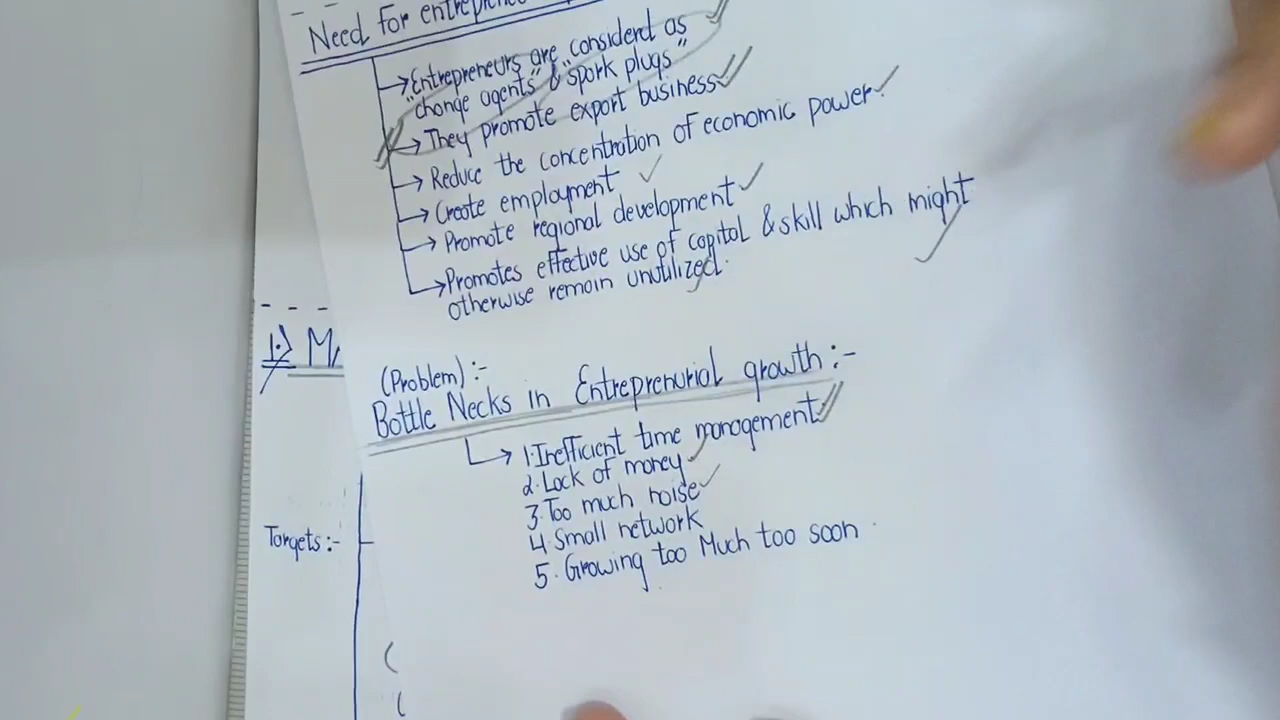 Need for
→Entrepreneurs are "considerd as
"change agents" & "spork plugs"
→They promote export business
→Reduce the concentration of economic power.
→Create employment
→Promote regional development
→Promotes effective use of capital & skill which might
otherwise remain unutilized.
(Problem) :-
Bottle Necks in Entreprenurial growth :-
→1.Inefficient time management
2.Lack of money
3.Too much noise
4.Small network
5.Growing too Much too soon
1.)
Targets :-